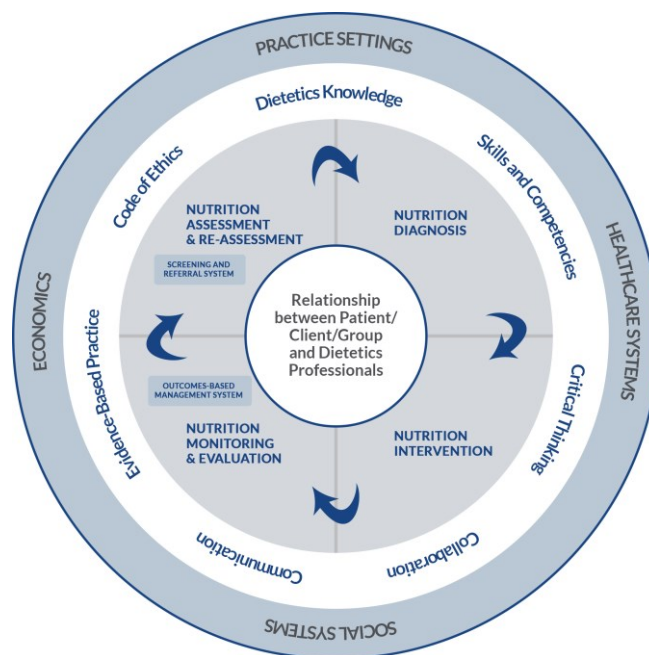 PRACTICE SETTINGS
Dietetics Knowledge
Code of Ethics
Skills and Competencies
NUTRITION
ASSESSMENT
& RE-ASSESSMENT
NUTRITION
DIAGNOSIS
SCREENING AND
REFERRAL SYSTEM
HEALTHCARE SYSTEMS
ECONOMICS
Relationship
between Patient/
Client/Group
and Dietetics
Professionals
Evidence-Based Practice
OUTCOMES-BASED
MANAGEMENT SYSTEM
Critical Thinking
NUTRITION
MONITORING
& EVALUATION
NUTRITION
INTERVENTION
Communication
Collaboration
SOCIAL SYSTEMS